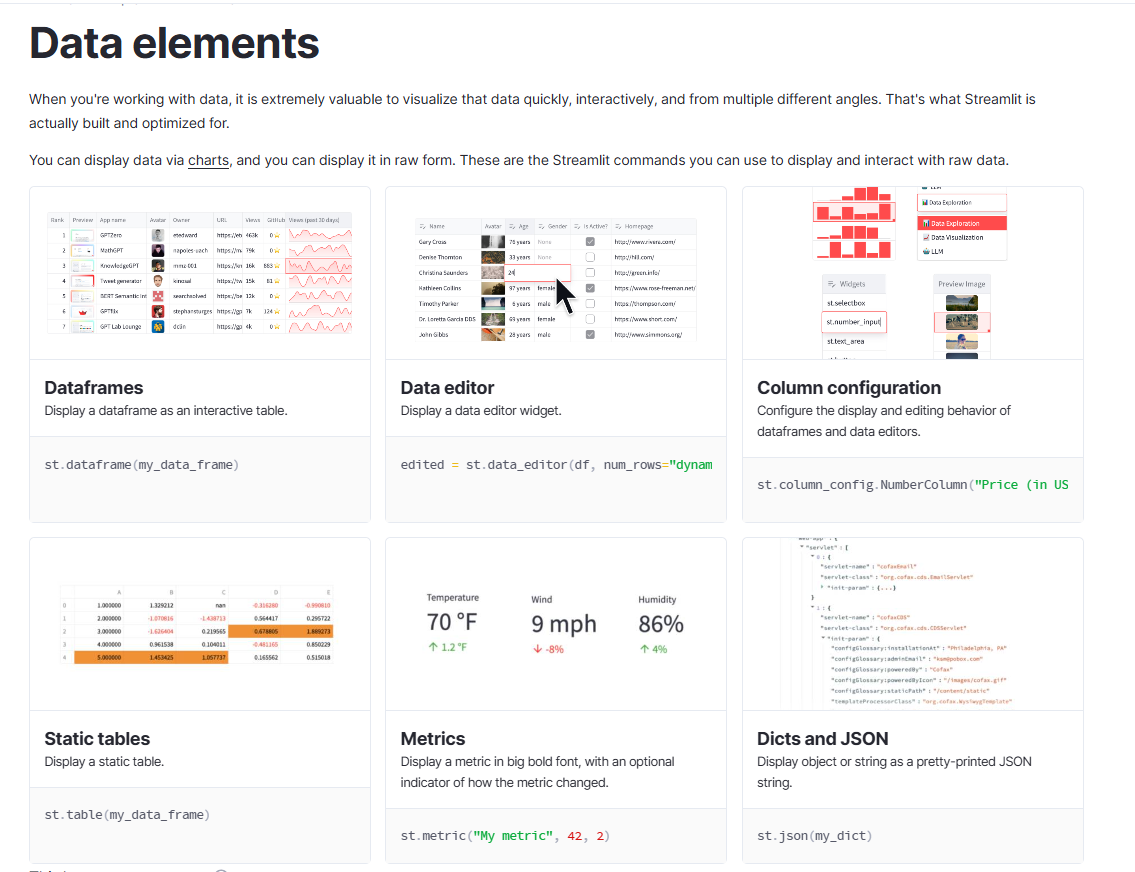 Data elements
When you're working with data, it is extremely valuable to visualize that data quickly, interactively, and from multiple different angles. That's what Streamlit is
actually built and optimized for.
You can display data via charts, and you can display it in raw form. These are the Streamlit commands you can use to display and interact with raw data.
Rank Preview App name Avatar Owner URL Views GitHub Views (past 30 days)
1 GPTZero etedward https://et 463k 0
2 MathGPT napoles-uach https://m 79k 0
3 KnowledgeGPT mmz-001 https://kn 16k 883
4 Tweet generator kinosal https://tw 15k 81
5 BERT Semantic Int searchsolved https://be 13k 0
6 GPTflix stephansturges https://gp 7k 124
7 GPT Lab Lounge dclin https://gp 4k 0
Name Avatar Age Gender Is Active? Homepage
Gary Cross 76 years None http://www.rivera.com/
Denise Thornton 33 years None http://hill.com/
Christina Saunders 24 http://green.info/
Kathleen Collins 97 years female https://www.rose-freeman.net/
Timothy Parker 6 years male https://thompson.com/
Dr. Loretta Garcia DDS 69 years female https://www.short.com/
John Gibbs 28 years male http://www.simmons.org/
LLM
Data Exploration
Data Exploration
Data Visualization
LLM
Widgets
st.selectbox
st.number_input
st.text_area
Preview Image
Dataframes
Display a dataframe as an interactive table.
st.dataframe(my_data_frame)
Data editor
Display a data editor widget.
edited = st.data_editor(df, num_rows="dynam
Column configuration
Configure the display and editing behavior of
dataframes and data editors.
st.column_config.NumberColumn("Price (in US
A B C D E
0 1.000000 1.329212 nan -0.316280 -0.990810
1 2.000000 -1.070816 -1.438713 0.564417 0.295722
2 3.000000 -1.626404 0.219565 0.678805 1.889273
3 4.000000 0.961538 0.104011 -0.481165 0.850229
4 5.000000 1.453425 1.057737 0.165562 0.515018
Temperature
70 °F
↑ 1.2 °F
Wind
9 mph
↓ -8%
Humidity
86%
↑ 4%
"servlet" : [
0 : {
"servlet-name" : "cofaxEmail"
"servlet-class" : "org.cofax.cds.EmailServlet"
"init-param" : {...}
}
1 : {
"servlet-name" : "cofaxCDS"
"servlet-class" : "org.cofax.cds.CDSServlet"
"init-param" : {
"configGlossary:installationAt" : "Philadelphia, PA"
"configGlossary:adminEmail" : "ksm@pobox.com"
"configGlossary:poweredBy" : "Cofax"
"configGlossary:poweredByIcon" : "/images/cofax.gif"
"configGlossary:staticPath" : "/content/static"
"templateProcessorClass" : "org.cofax.WysiwygTemplate"
Static tables
Display a static table.
st.table(my_data_frame)
Metrics
Display a metric in big bold font, with an optional
indicator of how the metric changed.
st.metric("My metric", 42, 2)
Dicts and JSON
Display object or string as a pretty-printed JSON
string.
st.json(my_dict)